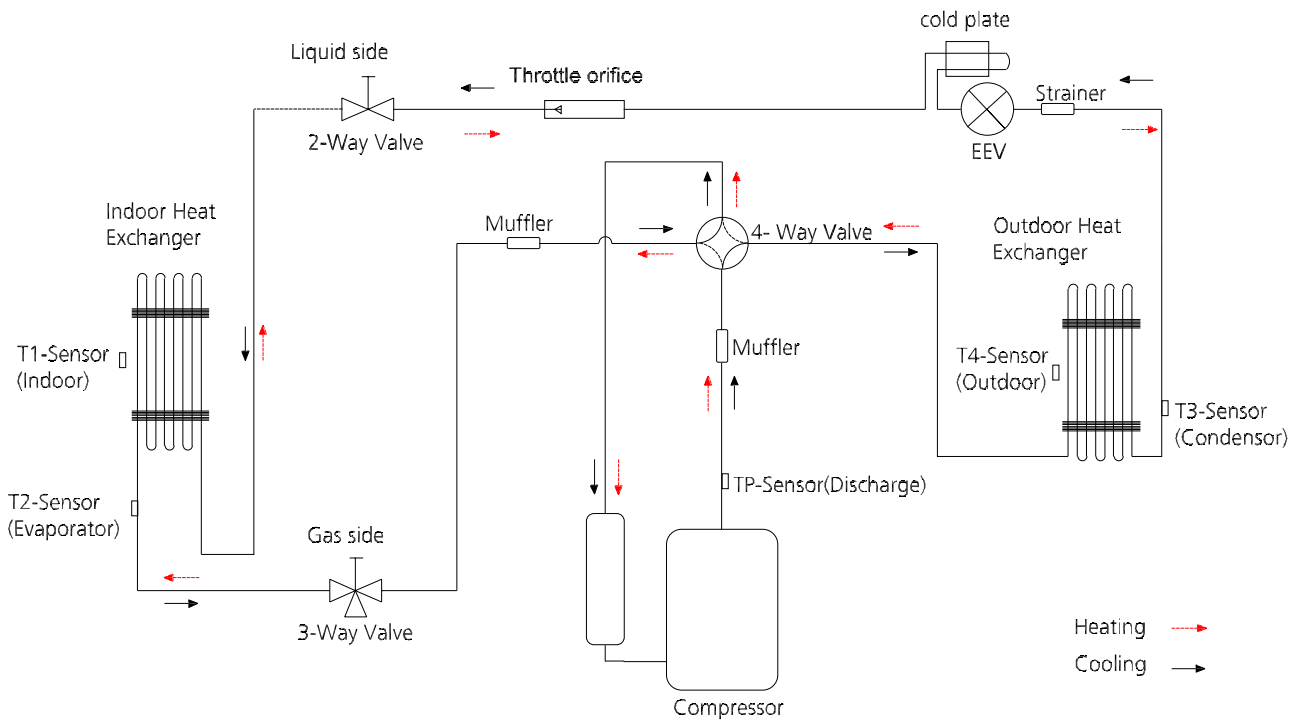 cold plate
Liquid side
Throttle orifice
Strainer
2-Way Valve
EEV
Indoor Heat
Exchanger
Muffler
4- Way Valve
Outdoor Heat
Exchanger
T1-Sensor
(Indoor)
Muffler
T4-Sensor
(Outdoor)
T3-Sensor
(Condensor)
TP-Sensor(Discharge)
T2-Sensor
(Evaporator)
Gas side
3-Way Valve
Heating
Cooling
Compressor